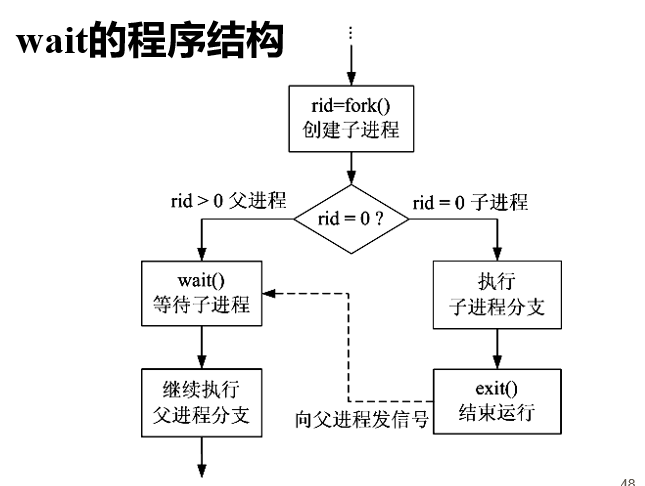 wait的程序结构
⋮
rid=fork()
创建子进程
rid > 0 父进程
rid = 0 ?
rid = 0 子进程
wait()
等待子进程
执行
子进程分支
继续执行
父进程分支
exit()
结束运行
向父进程发信号
48